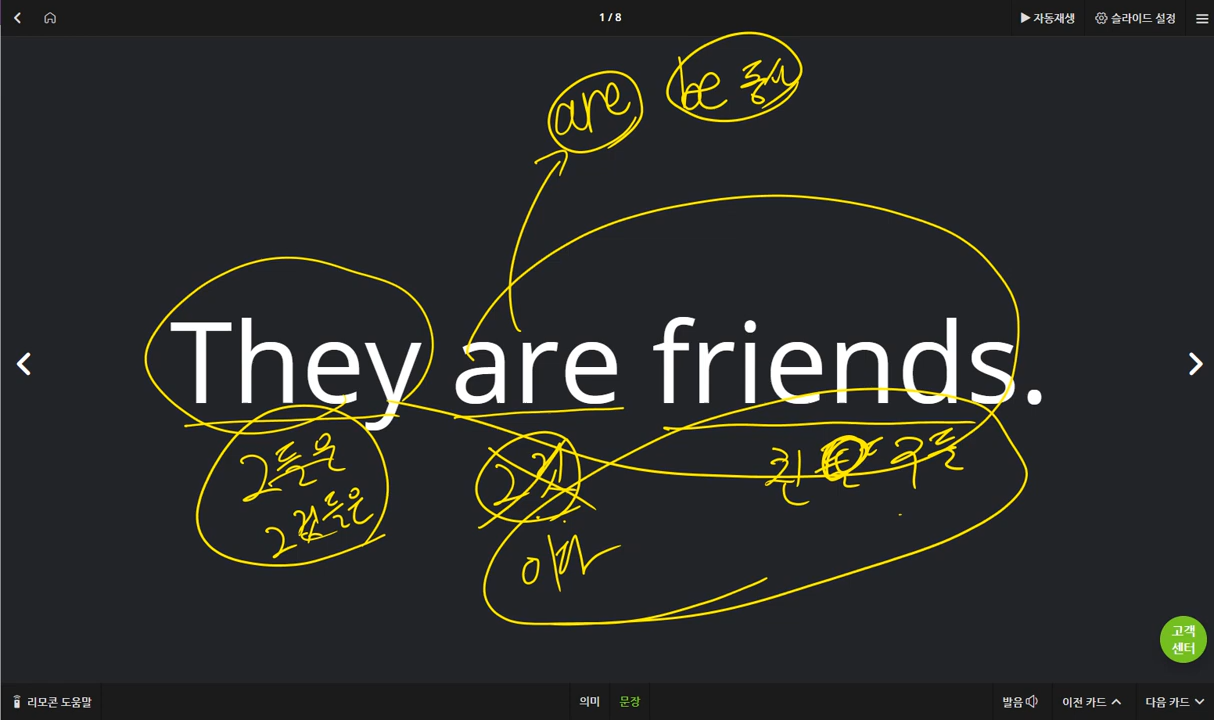 1 / 8
자동재생
슬라이드 설정
are
be 동사
They are friends.
그들은
그것들은
친구들
고객
센터
리모콘 도움말
의미
문장
발음
이전 카드
다음 카드